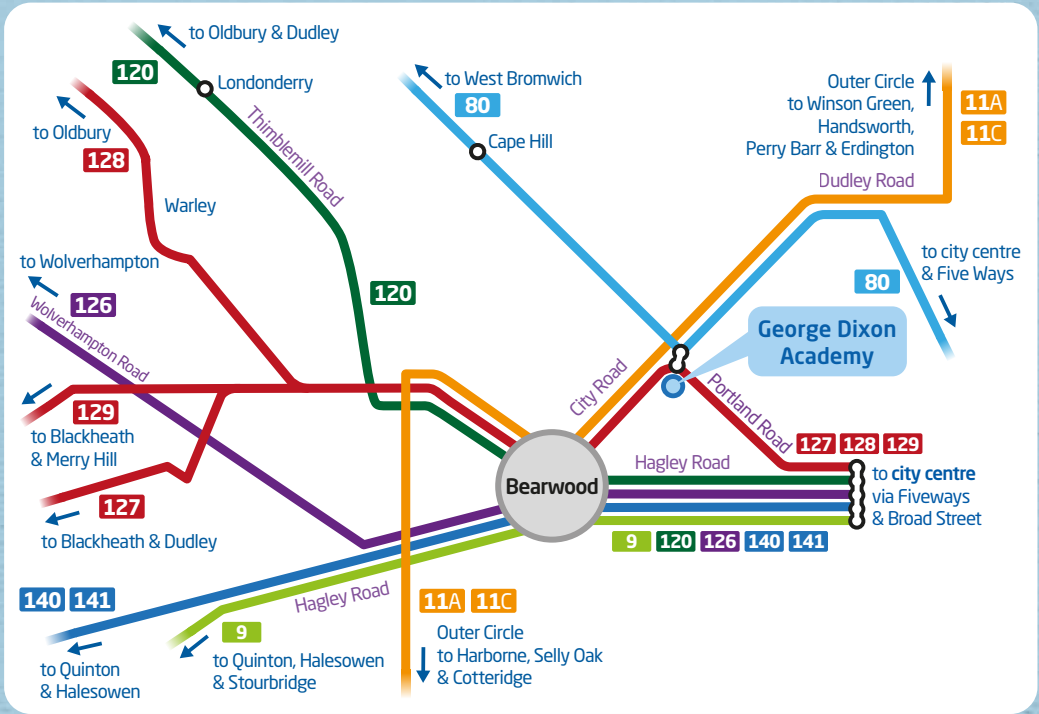 to Oldbury & Dudley
120
Londonderry
Thimblemill Road
to Oldbury
128
Warley
to West Bromwich
80
Cape Hill
Outer Circle
to Winson Green,
Handsworth,
Perry Barr & Erdington
11A
11C
Dudley Road
to city centre
& Five Ways
80
to Wolverhampton
126
Wolverhampton Road
120
George Dixon
Academy
City Road
Portland Road
129
to Blackheath
& Merry Hill
127
to Blackheath & Dudley
Bearwood
Hagley Road
127 128 129
to city centre
via Fiveways
& Broad Street
9 120 126 140 141
140 141
to Quinton
& Halesowen
Hagley Road
9
to Quinton, Halesowen
& Stourbridge
11A 11C
Outer Circle
to Harborne, Selly Oak
& Cotteridge